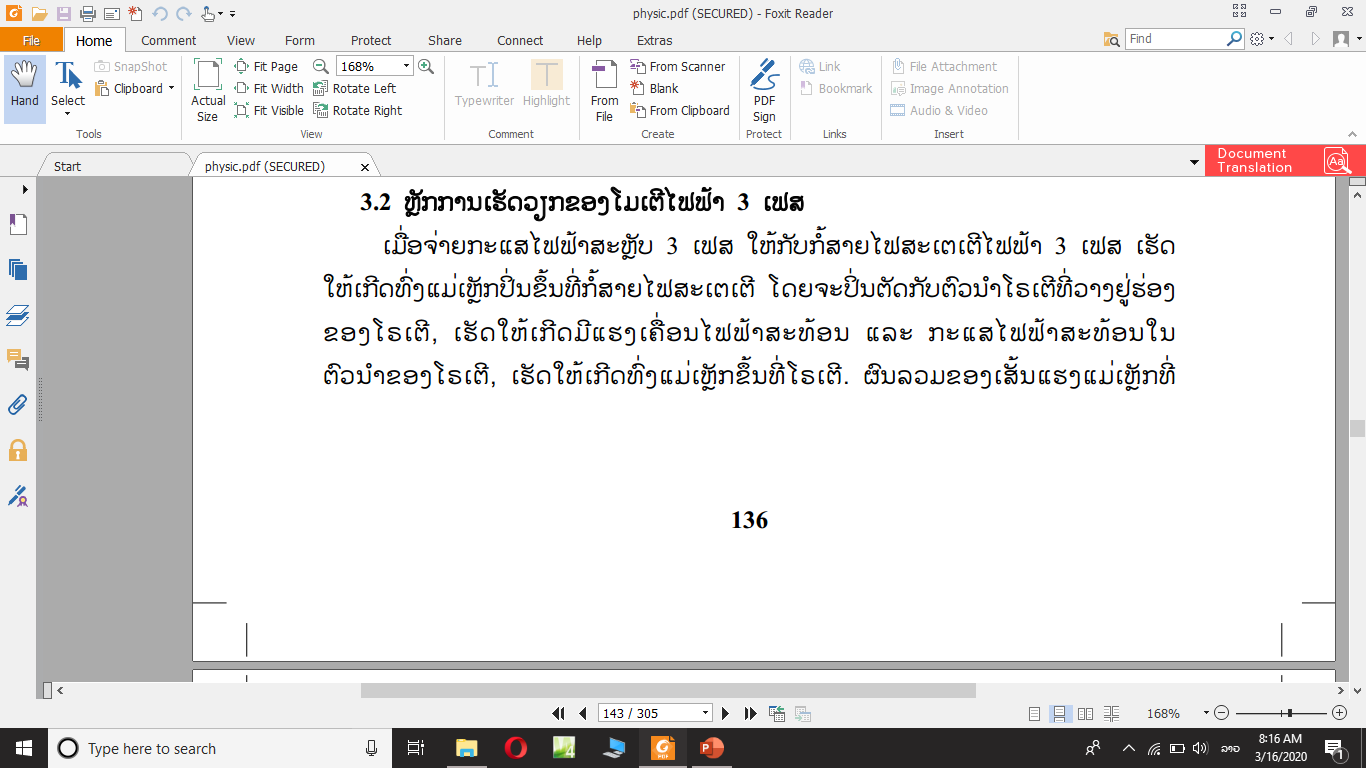 physic.pdf (SECURED) - Foxit Reader
File Home Comment View Form Protect Share Connect Help Extras Find
Hand
Select
SnapShot
Clipboard
Tools
Actual Size
Fit Page
Fit Width
Fit Visible
168%
Rotate Left
Rotate Right
View
Typewriter
Highlight
Comment
From File
From Scanner
Blank
From Clipboard
Create
PDF Sign
Protect
Link
Bookmark
Links
File Attachment
Image Annotation
Audio & Video
Insert
Start
physic.pdf (SECURED)
Document Translation
3.2 ຫຼັກການເຮັດວຽກຂອງໂມເຕີໄຟຟ້າ 3 ເຟສ
ເມື່ອຈ່າຍກະແສໄຟຟ້າສະຫຼັບ 3 ເຟສ ໃຫ້ກັບກໍ້ສາຍໄຟສະເຕເຕີໄຟຟ້າ 3 ເຟສ ເຮັດ
ໃຫ້ເກີດທົ່ງແມ່ເຫຼັກປິ່ນຂຶ້ນທີ່ກໍ້ສາຍໄຟສະເຕເຕີ ໂດຍຈະປິ່ນຕັດກັບຕົວນໍາໂຣເຕີທີ່ວາງຢູ່ຮ່ອງ
ຂອງໂຣເຕີ, ເຮັດໃຫ້ເກີດມີແຮງເຄື່ອນໄຟຟ້າສະທ້ອນ ແລະ ກະແສໄຟຟ້າສະທ້ອນໃນ
ຕົວນໍາຂອງໂຣເຕີ, ເຮັດໃຫ້ເກີດທົ່ງແມ່ເຫຼັກຂຶ້ນທີ່ໂຣເຕີ. ຜົນລວມຂອງເສັ້ນແຮງແມ່ເຫຼັກທີ່
136
143 / 305
168%
Type here to search
ລາວ
8:16 AM
3/16/2020
1